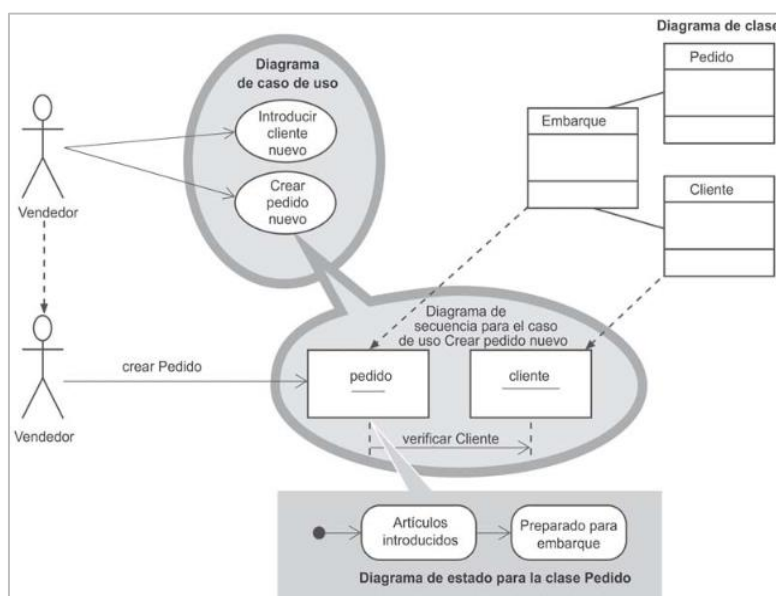 Diagrama de clase
Pedido
Diagrama
de caso de uso
Introducir
cliente
nuevo
Embarque
Crear
pedido
nuevo
Cliente
Vendedor
Diagrama de
secuencia para el caso
de uso Crear pedido nuevo
crear Pedido
pedido
cliente
Vendedor
verificar Cliente
Artículos
introducidos
Preparado para
embarque
Diagrama de estado para la clase Pedido